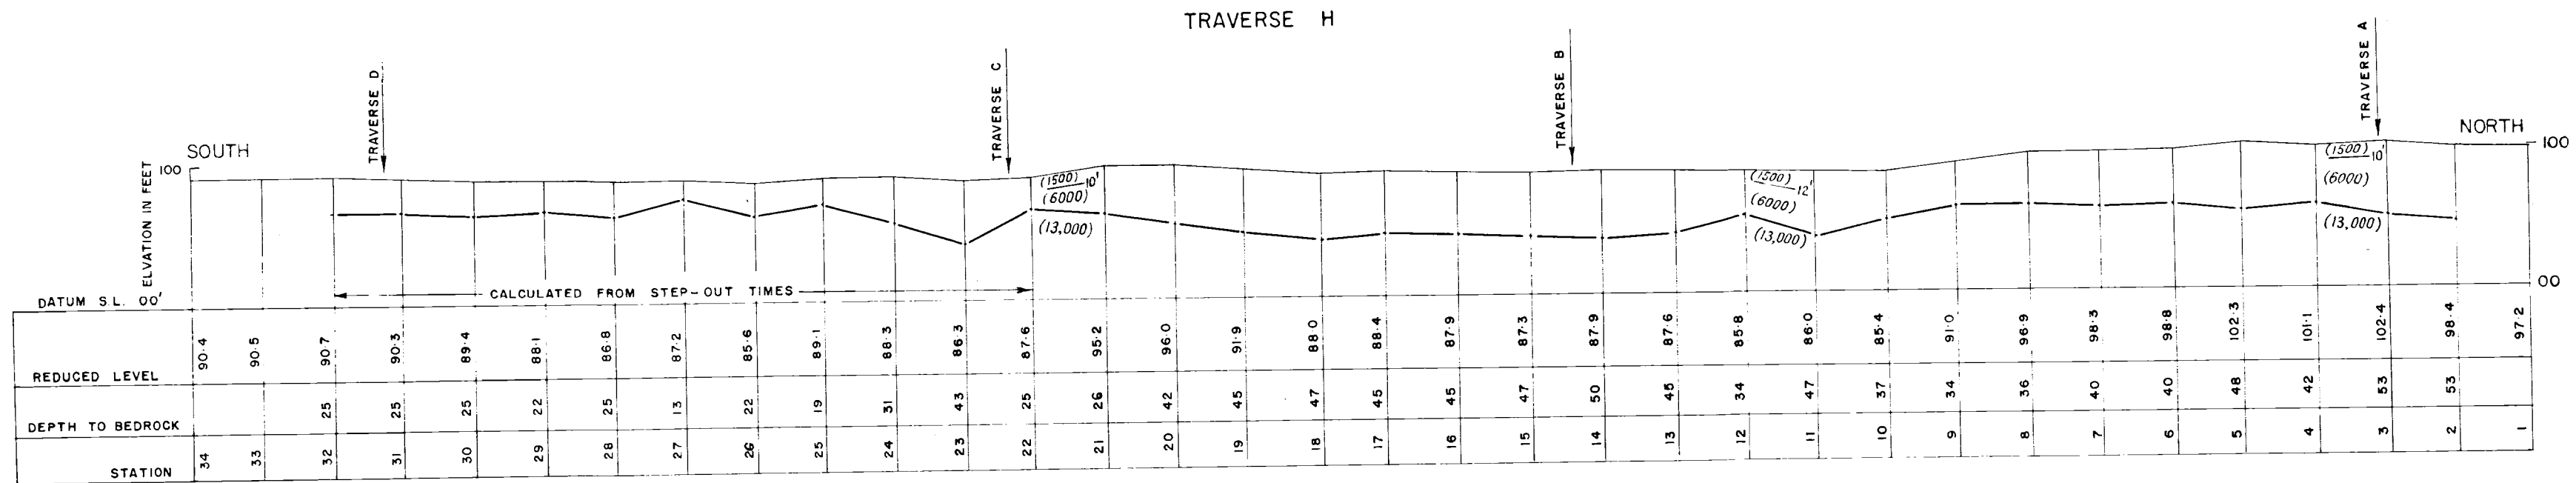 TRAVERSE H
TRAVERSE D
TRAVERSE C
TRAVERSE B
TRAVERSE A
SOUTH
NORTH
100
100
ELVATION IN FEET
(1500) 10'
(6000)
(13,000)
(1500) 12'
(6000)
(13,000)
(1500) 10'
(6000)
(13,000)
CALCULATED FROM STEP-OUT TIMES
DATUM S.L. 00'
00
REDUCED LEVEL 90·4 90·5 90·7 90·3 89·4 88·1 86·8 87·2 85·6 89·1 88·3 86·3 87·6 95·2 96·0 91·9 88·0 88·4 87·9 87·3 87·9 87·6 85·8 86·0 85·4 91·0 96·9 98·3 98·8 102·3 101·1 102·4 98·4 97·2
DEPTH TO BEDROCK 25 25 25 22 25 13 22 19 31 43 25 26 42 45 47 45 45 47 50 45 34 47 37 34 36 40 40 48 42 53 53
STATION 34 33 32 31 30 29 28 27 26 25 24 23 22 21 20 19 18 17 16 15 14 13 12 11 10 9 8 7 6 5 4 3 2 1